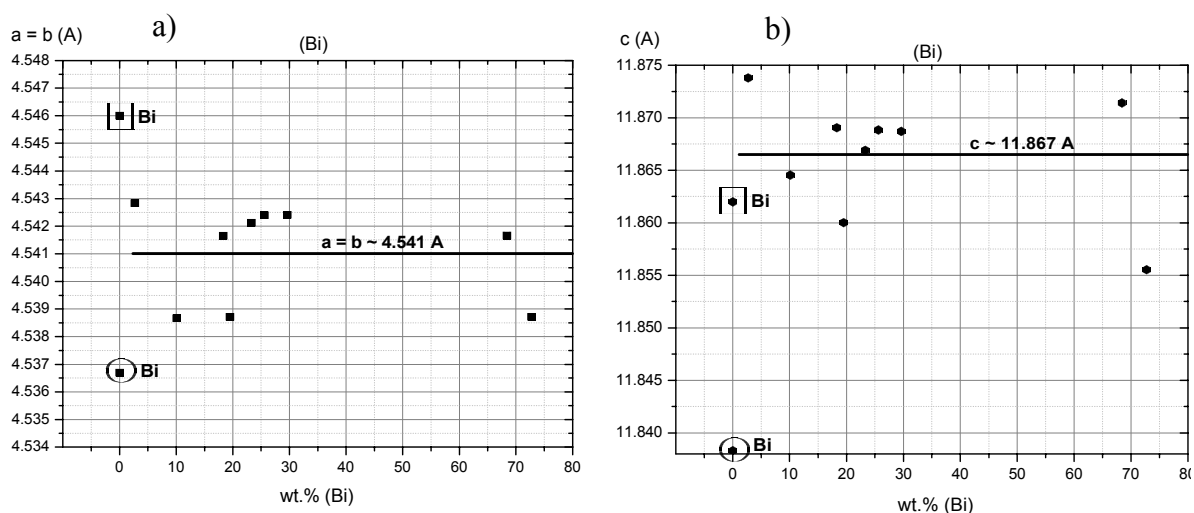 a = b (A)
a)
(Bi)
4.548
4.547
4.546
4.545
4.543
4.542
4.541
4.540
4.539
4.538
4.537
4.536
4.535
4.534
Bi
a = b ~ 4.541 A
Bi
0 10 20 30 40 50 60 70 80
wt.% (Bi)
c (A)
b)
(Bi)
11.875
11.870
11.865
11.860
11.855
11.850
11.845
11.840
c ~ 11.867 A
Bi
Bi
0 10 20 30 40 50 60 70 80
wt.% (Bi)